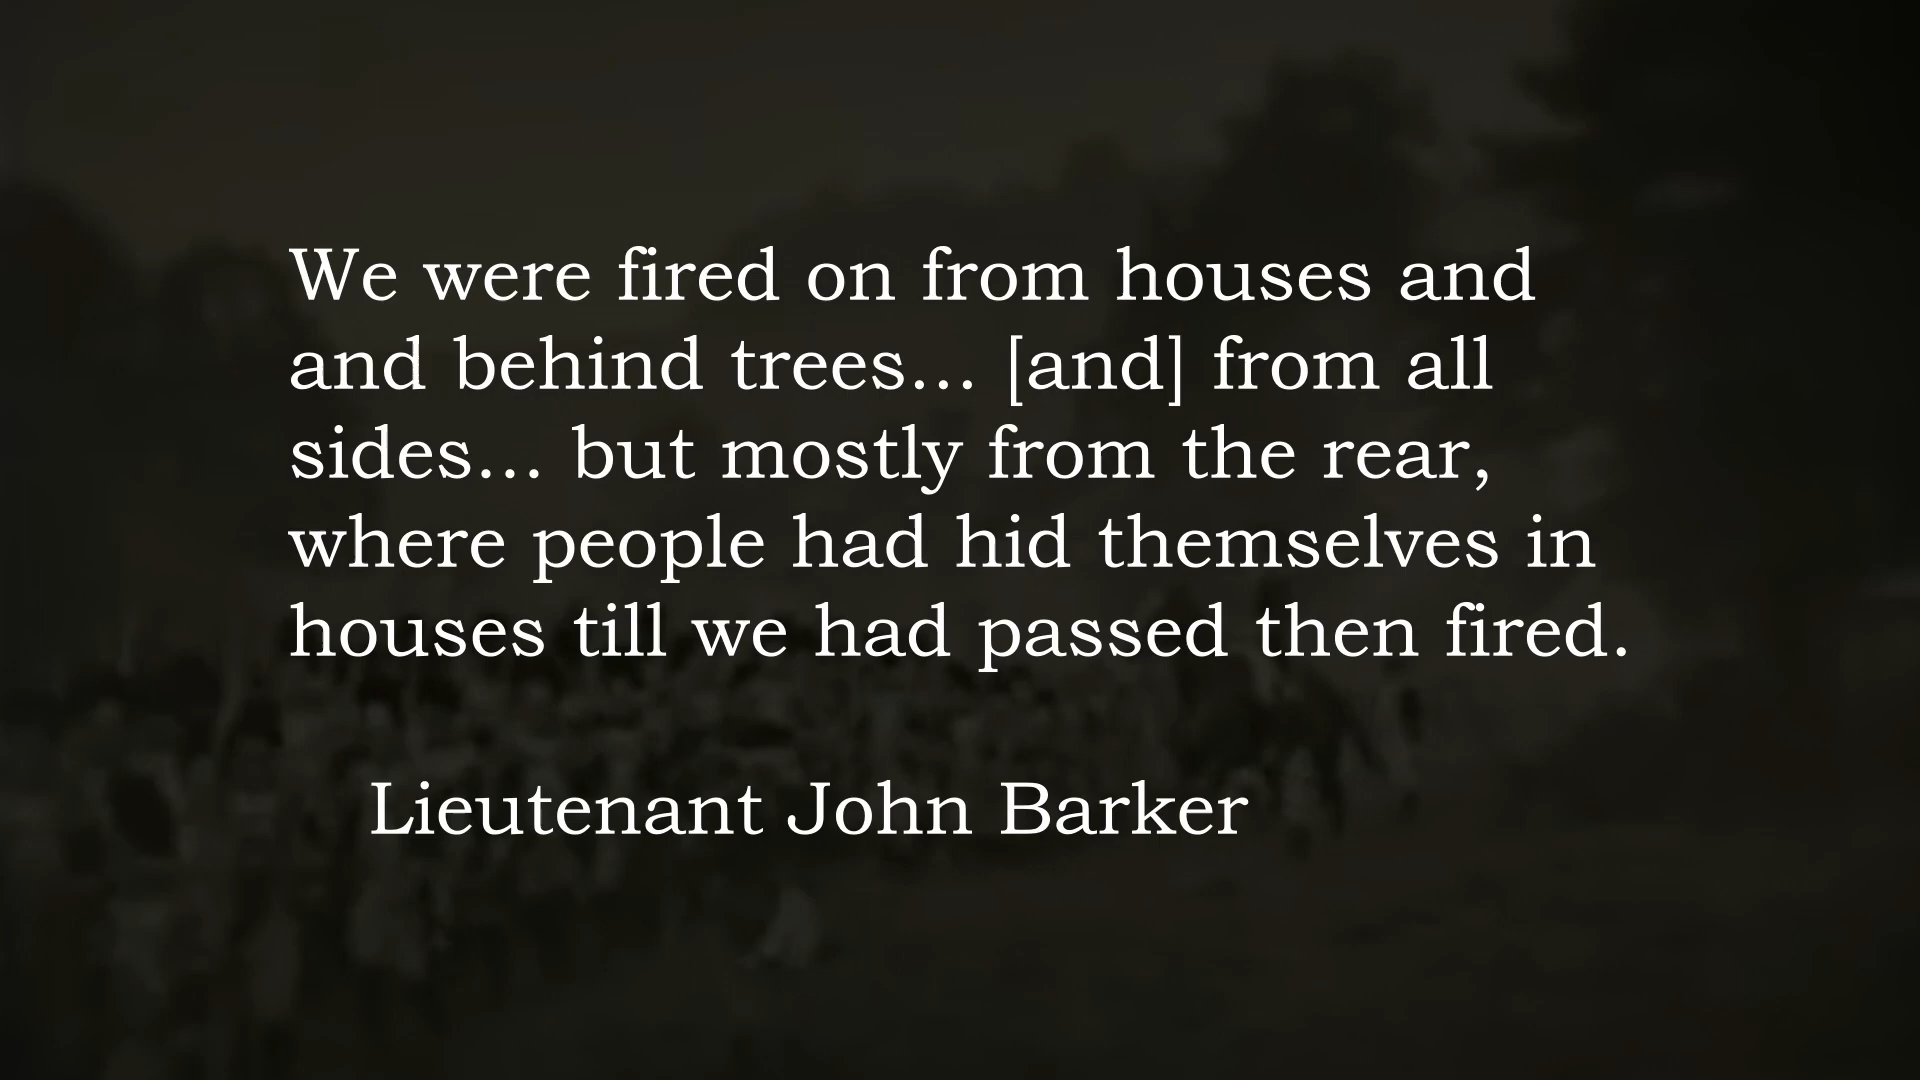 We were fired on from houses and
and behind trees... [and] from all
sides... but mostly from the rear,
where people had hid themselves in
houses till we had passed then fired.
Lieutenant John Barker